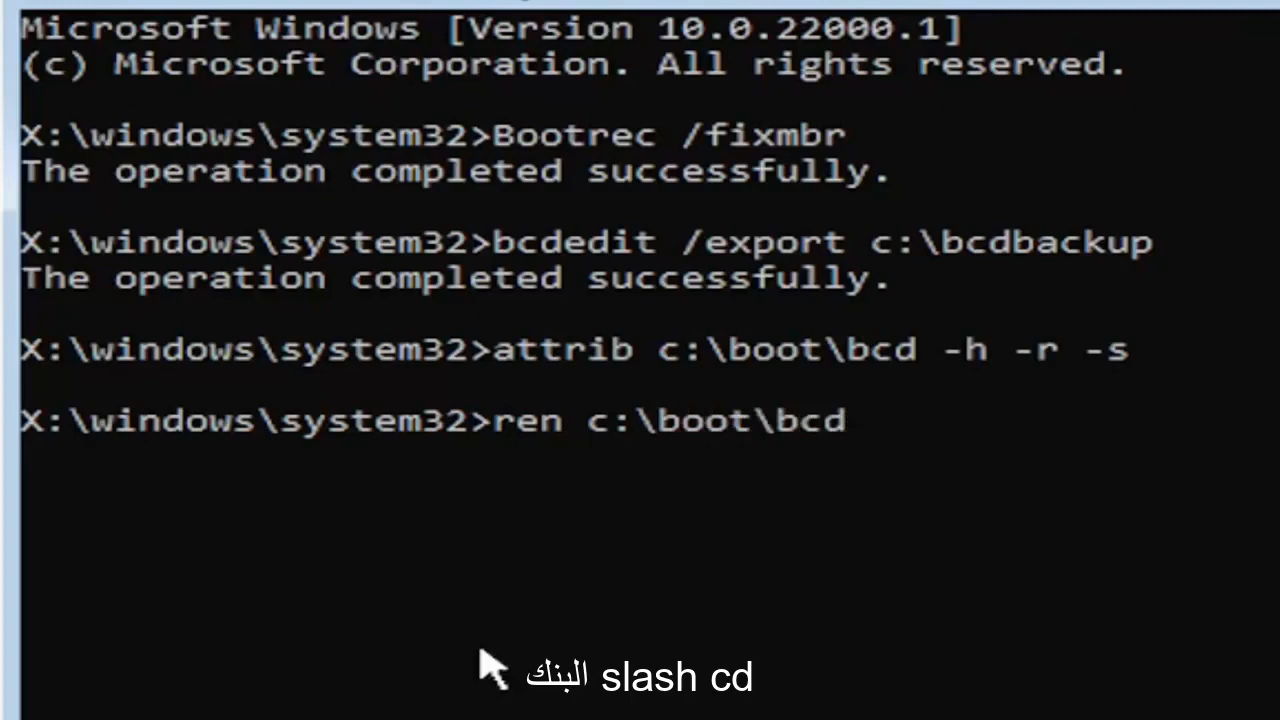 Microsoft Windows [Version 10.0.22000.1]
(c) Microsoft Corporation. All rights reserved.
X:\windows\system32>Bootrec /fixmbr
The operation completed successfully.
X:\windows\system32>bcdedit /export c:\bcdbackup
The operation completed successfully.
X:\windows\system32>attrib c:\boot\bcd -h -r -s
X:\windows\system32>ren c:\boot\bcd
البنك slash cd